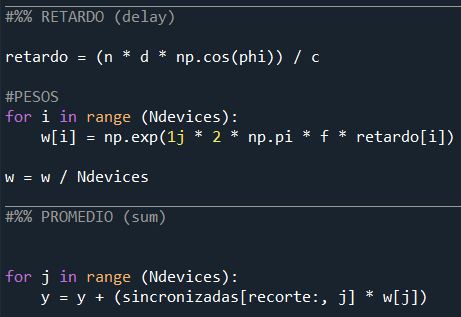 #%% RETARDO (delay)
retardo = (n * d * np.cos(phi)) / c
#PESOS
for i in range (Ndevices):
    w[i] = np.exp(1j * 2 * np.pi * f * retardo[i])
w = w / Ndevices
#%% PROMEDIO (sum)
for j in range (Ndevices):
    y = y + (sincronizadas[recorte:, j] * w[j])